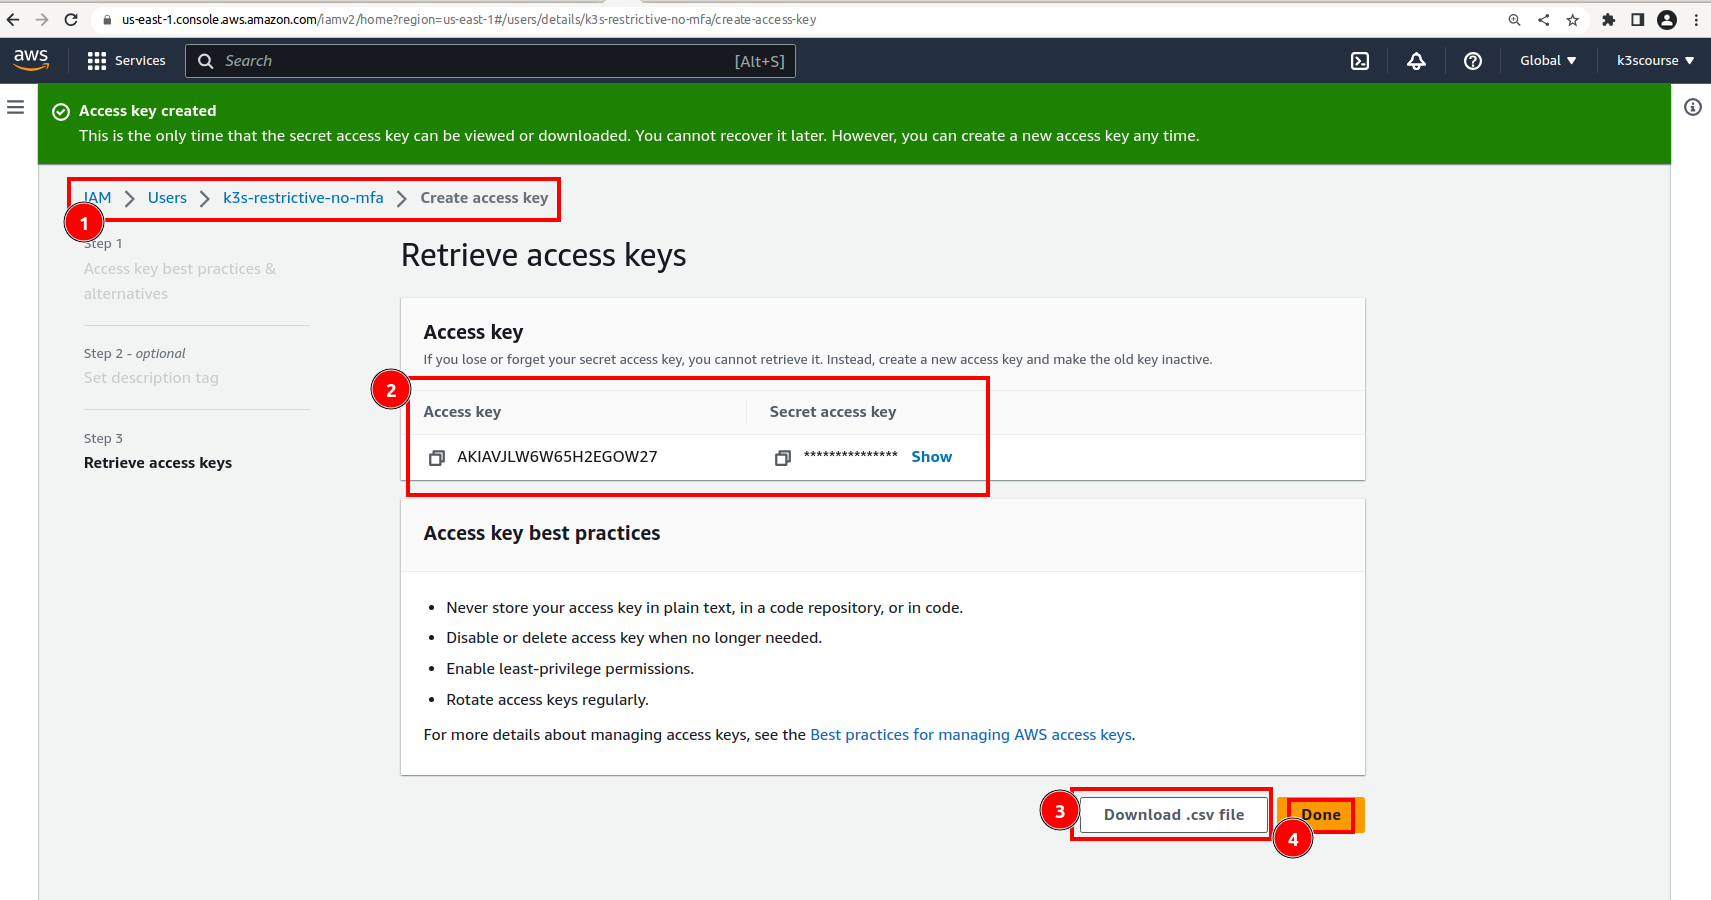 us-east-1.console.aws.amazon.com/iamv2/home?region=us-east-1#/users/details/k3s-restrictive-no-mfa/create-access-key
aws Services Search [Alt+S] Global k3scourse
Access key created
This is the only time that the secret access key can be viewed or downloaded. You cannot recover it later. However, you can create a new access key any time.
IAM Users k3s-restrictive-no-mfa Create access key
1
Step 1
Access key best practices &
alternatives
Step 2 - optional
Set description tag
Step 3
Retrieve access keys
Retrieve access keys
Access key
If you lose or forget your secret access key, you cannot retrieve it. Instead, create a new access key and make the old key inactive.
2
Access key Secret access key
AKIAVJLW6W65H2EGOW27 *************** Show
Access key best practices
• Never store your access key in plain text, in a code repository, or in code.
• Disable or delete access key when no longer needed.
• Enable least-privilege permissions.
• Rotate access keys regularly.
For more details about managing access keys, see the Best practices for managing AWS access keys.
3 Download .csv file Done
4